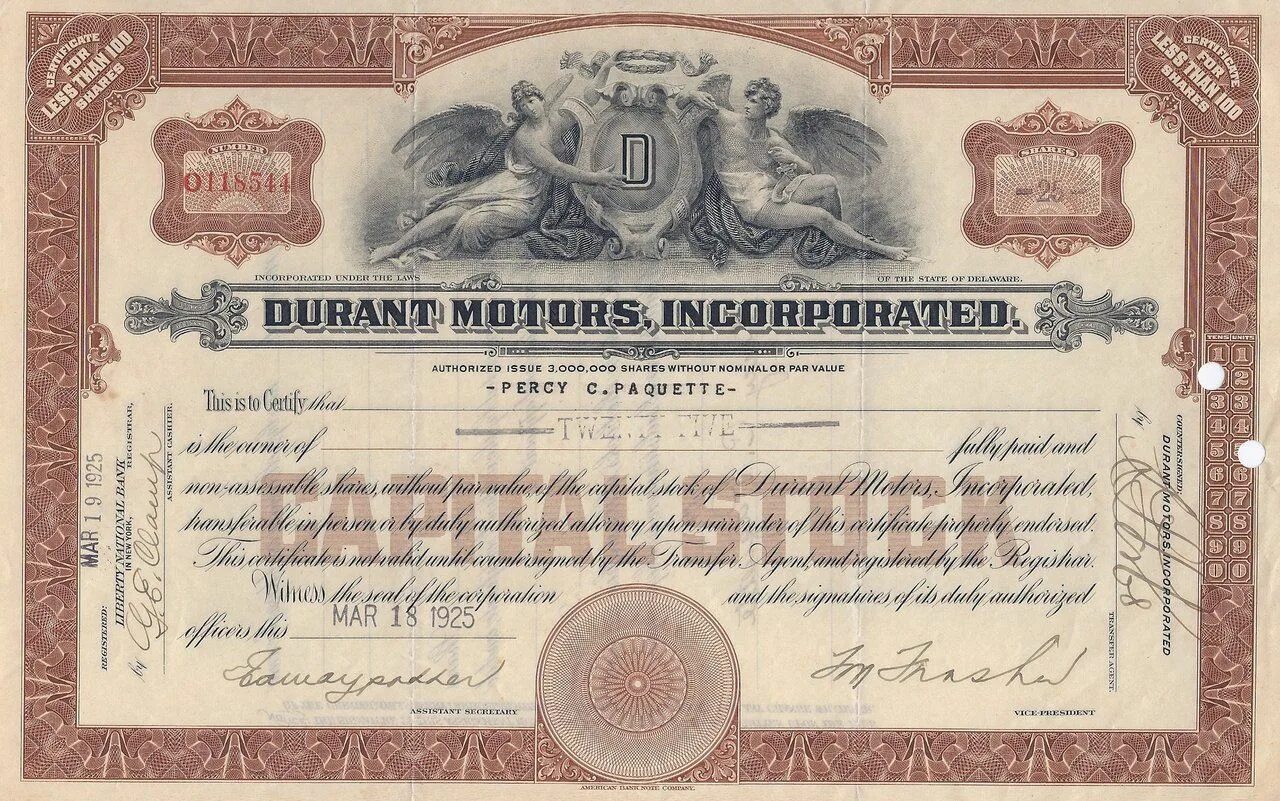 CERTIFICATE
FOR
LESS THAN 100
SHARES
CERTIFICATE
FOR
LESS THAN 100
SHARES
NUMBER
O118544
D
SHARES
-25-
INCORPORATED UNDER THE LAWS
OF THE STATE OF DELAWARE.
DURANT MOTORS, INCORPORATED.
AUTHORIZED ISSUE 3,000,000 SHARES WITHOUT NOMINAL OR PAR VALUE
-PERCY C.PAQUETTE-
This is to Certify that
TWENTY FIVE
is the owner of fully paid and
non-assessable shares, without par value, of the capital stock of Durant Motors, Incorporated,
CAPITAL STOCK
transferable in person or by duly authorized attorney upon surrender of this certificate properly endorsed.
This certificate is not valid until countersigned by the Transfer Agent, and registered by the Registrar.
Witness the seal of the corporation and the signatures of its duly authorized
officers this MAR 18 1925
ASSISTANT SECRETARY
VICE-PRESIDENT
AMERICAN BANK NOTE COMPANY.
MAR 19 1925
REGISTERED:
LIBERTY NATIONAL BANK
IN NEW YORK, REGISTRAR,
by
ASSISTANT CASHIER.
COUNTERSIGNED:
DURANT MOTORS, INCORPORATED
by
TRANSFER AGENT.
TENS UNITS
1 1
2
3 3
4 4
5 5
6
7 7
8 8
9 9
0 0